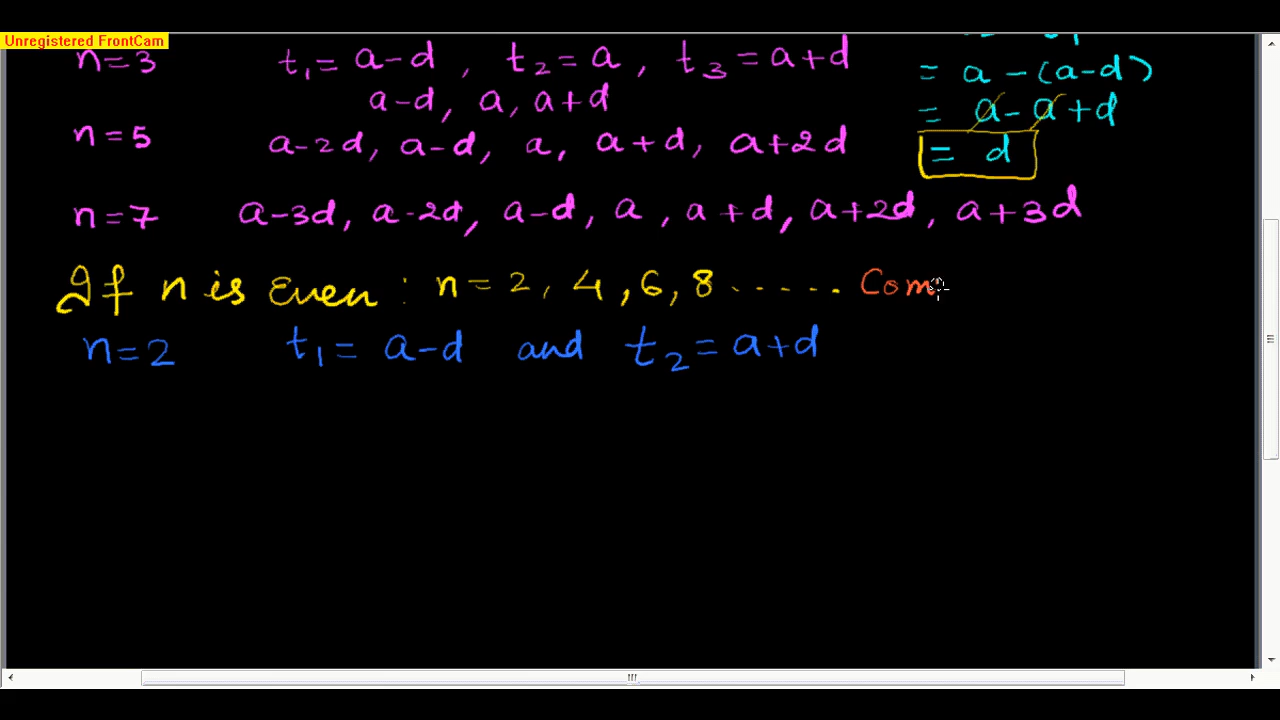 Unregistered FrontCam
n=3 t₁= a-d , t₂= a , t₃= a+d
a-d, a, a+d
n=5 a-2d, a-d, a, a+d, a+2d
n=7 a-3d, a-2d, a-d, a, a+d, a+2d, a+3d
= a-(a-d)
= a-a+d
= d
If n is even : n=2, 4, 6, 8 ...... Com
n=2 t₁= a-d and t₂= a+d